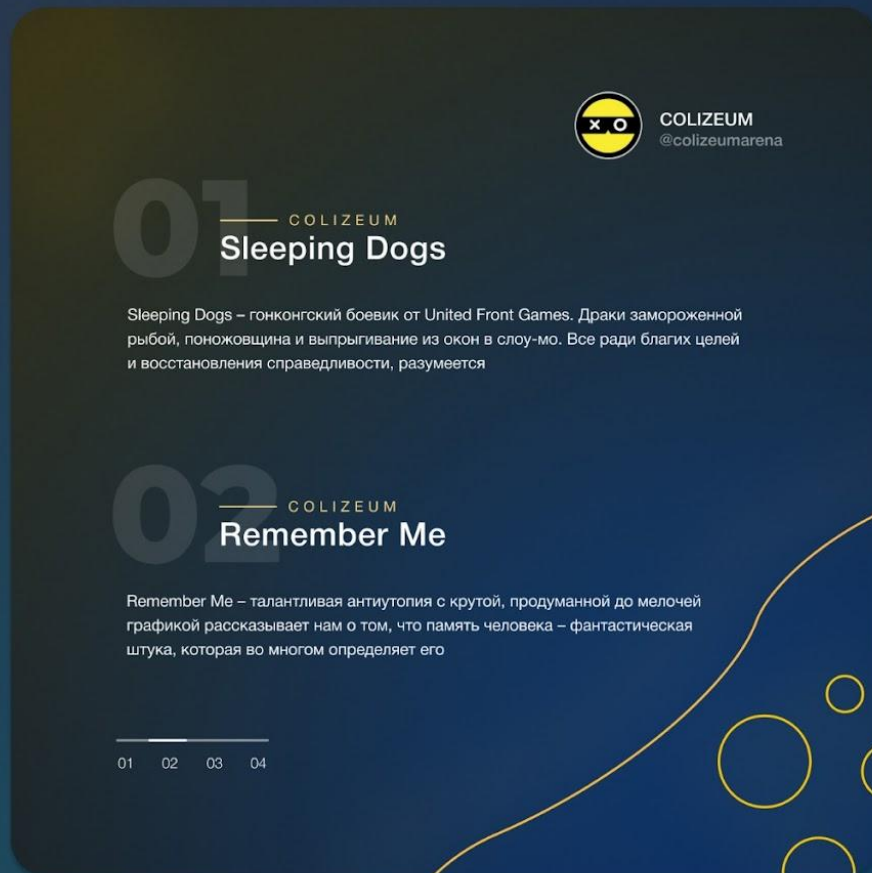 COLIZEUM
@colizeumarena
01
COLIZEUM
Sleeping Dogs
Sleeping Dogs – гонконгский боевик от United Front Games. Драки замороженной
рыбой, поножовщина и выпрыгивание из окон в слоу-мо. Все ради благих целей
и восстановления справедливости, разумеется
02
COLIZEUM
Remember Me
Remember Me – талантливая антиутопия с крутой, продуманной до мелочей
графикой рассказывает нам о том, что память человека – фантастическая
штука, которая во многом определяет его
01 02 03 04